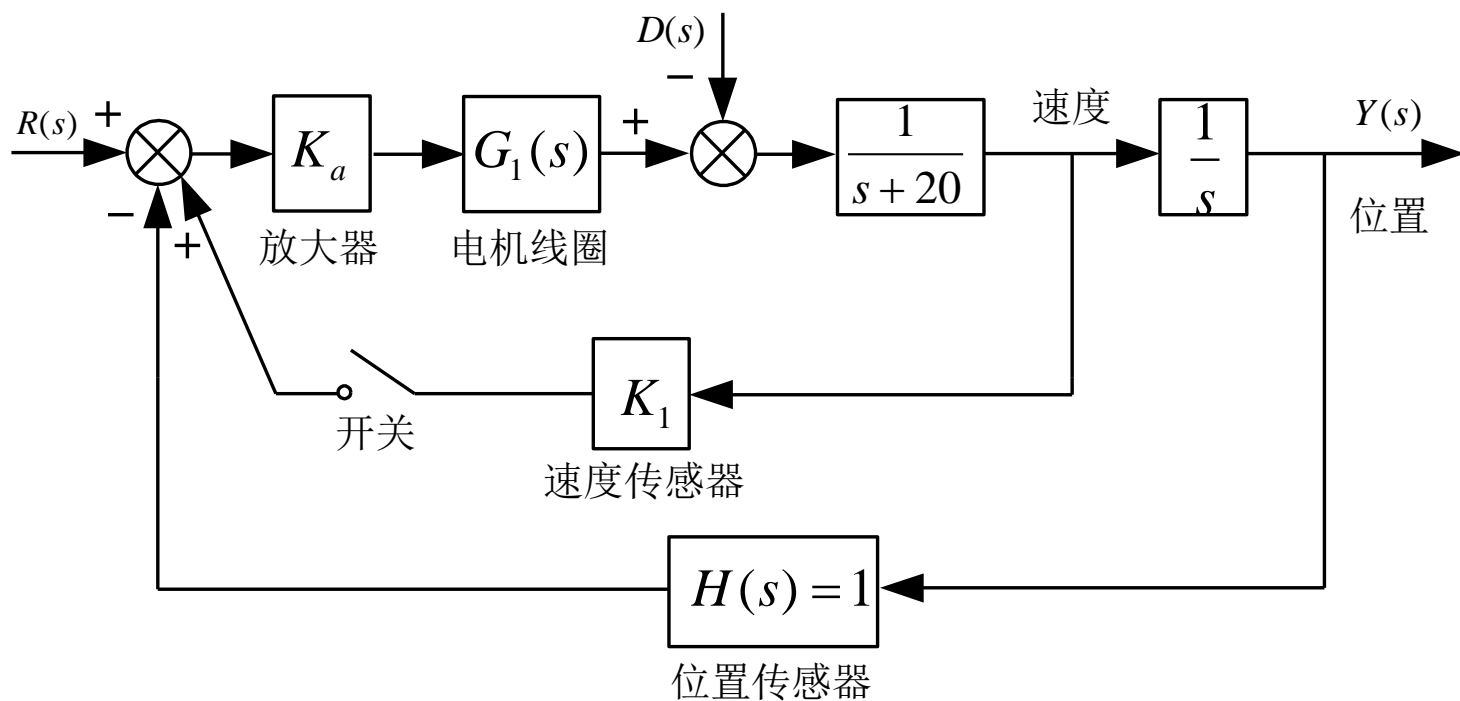 D(s)
−
R(s)
+
K_a
G_1(s)
+
1
s + 20
速度
1
s
Y(s)
−
+
放大器
电机线圈
位置
K_1
开关
速度传感器
H(s) = 1
位置传感器